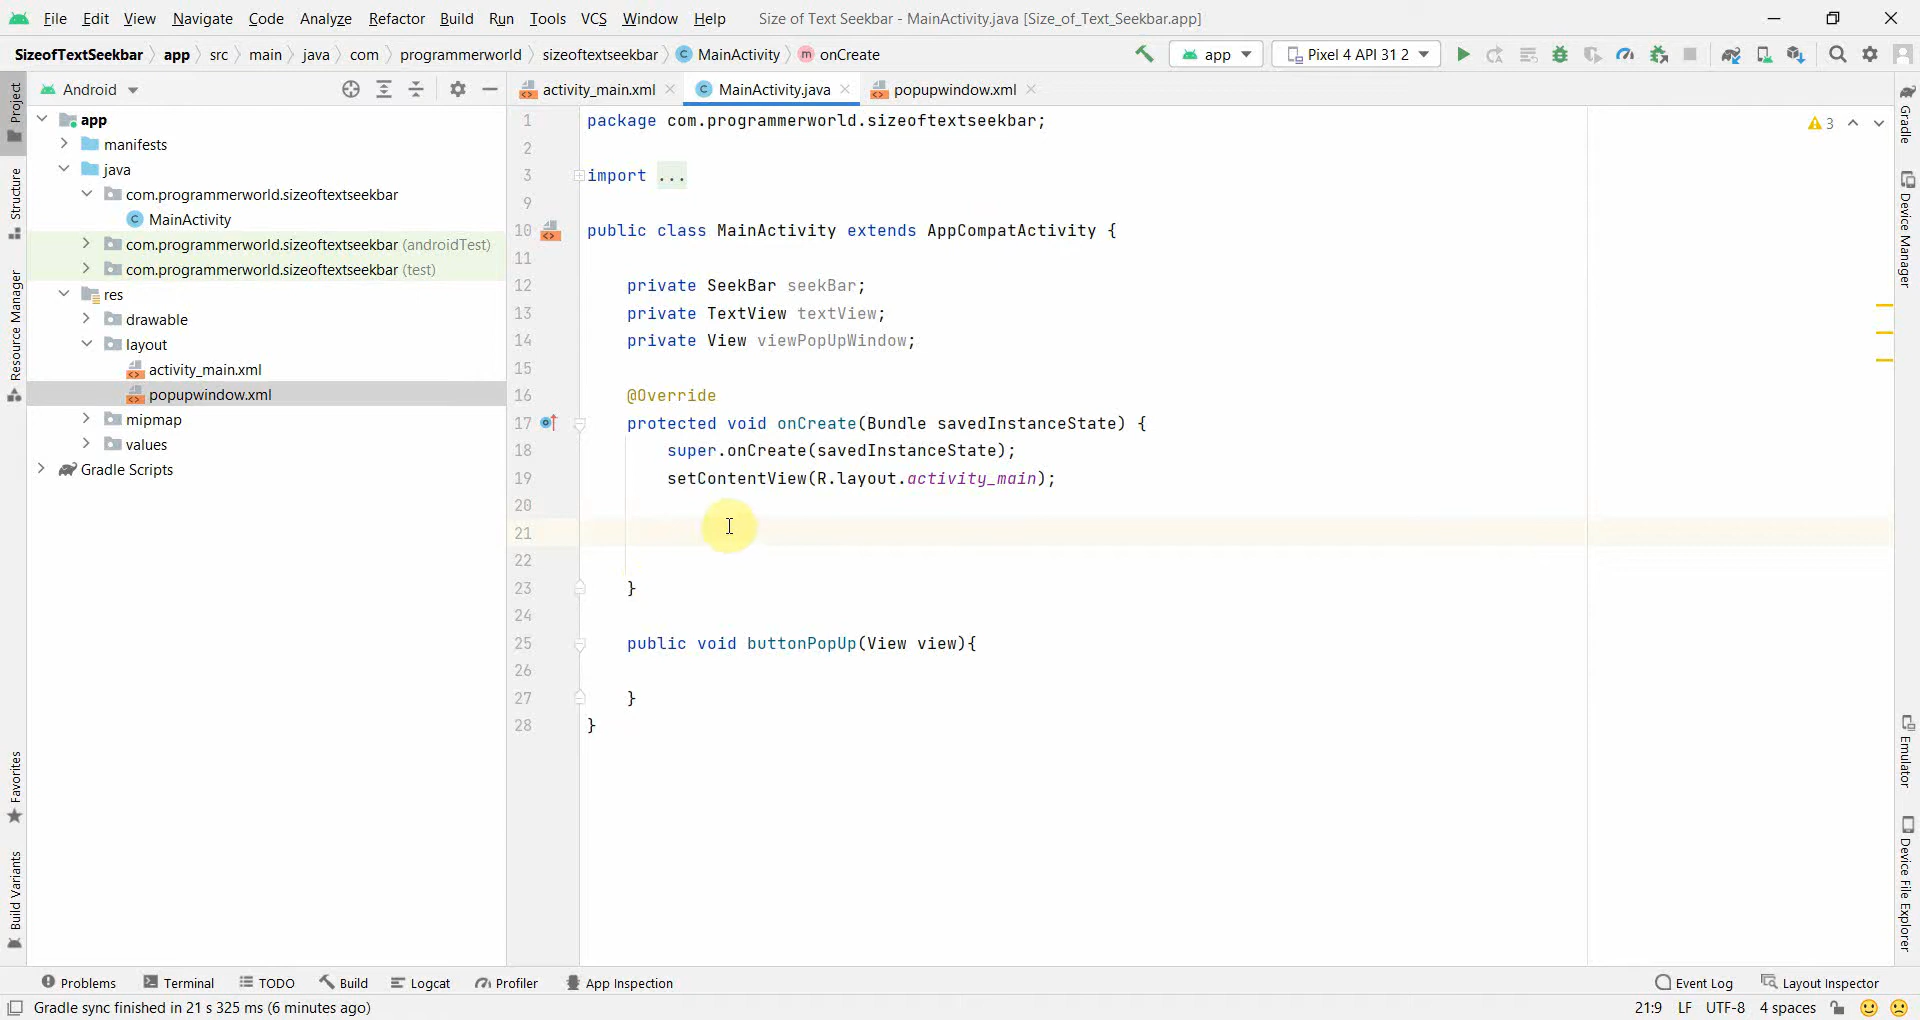 File Edit View Navigate Code Analyze Refactor Build Run Tools VCS Window Help Size of Text Seekbar - MainActivity.java [Size_of_Text_Seekbar.app]
SizeofTextSeekbar app src main java com programmerworld sizeoftextseekbar MainActivity onCreate app Pixel 4 API 31 2
Android
activity_main.xml MainActivity.java popupwindow.xml
Project
Structure
Resource Manager
Favorites
Build Variants
app
manifests
java
com.programmerworld.sizeoftextseekbar
MainActivity
com.programmerworld.sizeoftextseekbar (androidTest)
com.programmerworld.sizeoftextseekbar (test)
res
drawable
layout
activity_main.xml
popupwindow.xml
mipmap
values
Gradle Scripts
1 package com.programmerworld.sizeoftextseekbar;
2
3 import ...
9
10 public class MainActivity extends AppCompatActivity {
11
12 private SeekBar seekBar;
13 private TextView textView;
14 private View viewPopUpWindow;
15
16 @Override
17 protected void onCreate(Bundle savedInstanceState) {
18 super.onCreate(savedInstanceState);
19 setContentView(R.layout.activity_main);
20
21
22
23 }
24
25 public void buttonPopUp(View view){
26
27 }
28 }
3
Gradle
Device Manager
Emulator
Device File Explorer
Problems Terminal TODO Build Logcat Profiler App Inspection Event Log Layout Inspector
Gradle sync finished in 21 s 325 ms (6 minutes ago) 21:9 LF UTF-8 4 spaces